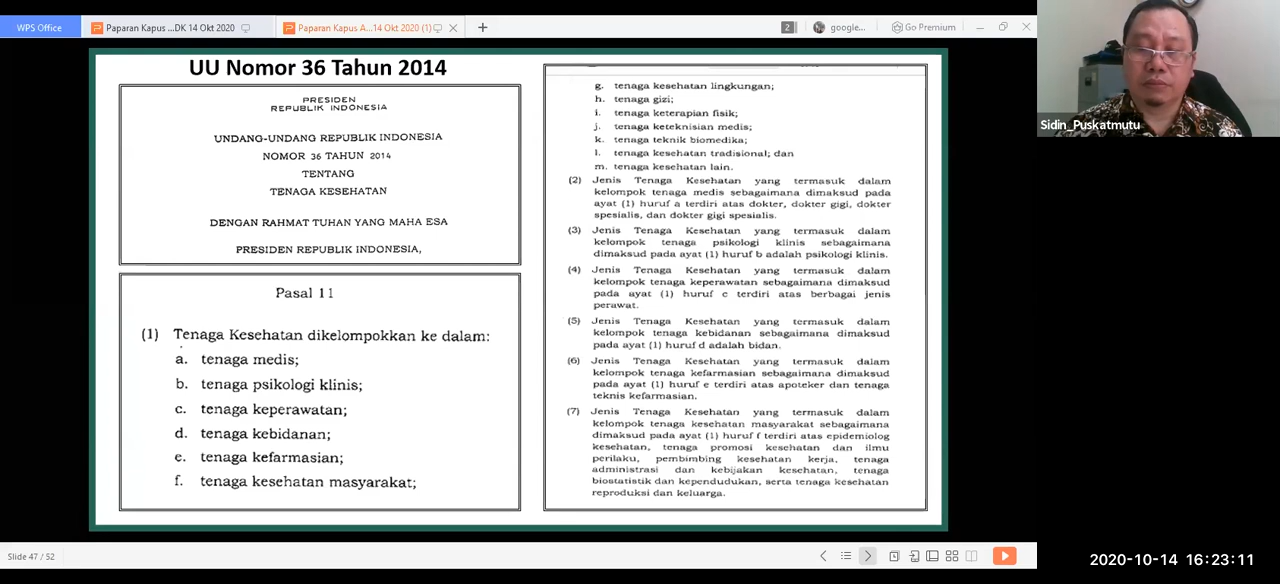 WPS Office
Paparan Kapus ...DK 14 Okt 2020
Paparan Kapus A...14 Okt 2020 (1)
2
google...
Go Premium
UU Nomor 36 Tahun 2014
PRESIDEN
REPUBLIK INDONESIA
UNDANG-UNDANG REPUBLIK INDONESIA
NOMOR 36 TAHUN 2014
TENTANG
TENAGA KESEHATAN
DENGAN RAHMAT TUHAN YANG MAHA ESA
PRESIDEN REPUBLIK INDONESIA,
Pasal 11
(1) Tenaga Kesehatan dikelompokkan ke dalam:
a. tenaga medis;
b. tenaga psikologi klinis;
c. tenaga keperawatan;
d. tenaga kebidanan;
e. tenaga kefarmasian;
f. tenaga kesehatan masyarakat;
g. tenaga kesehatan lingkungan;
h. tenaga gizi;
i. tenaga keterapian fisik;
j. tenaga keteknisian medis;
k. tenaga teknik biomedika;
l. tenaga kesehatan tradisional; dan
m. tenaga kesehatan lain.
(2) Jenis Tenaga Kesehatan yang termasuk dalam
kelompok tenaga medis sebagaimana dimaksud pada
ayat (1) huruf a terdiri atas dokter, dokter gigi, dokter
spesialis, dan dokter gigi spesialis.
(3) Jenis Tenaga Kesehatan yang termasuk dalam
kelompok tenaga psikologi klinis sebagaimana
dimaksud pada ayat (1) huruf b adalah psikologi klinis.
(4) Jenis Tenaga Kesehatan yang termasuk dalam
kelompok tenaga keperawatan sebagaimana dimaksud
pada ayat (1) huruf c terdiri atas berbagai jenis
perawat.
(5) Jenis Tenaga Kesehatan yang termasuk dalam
kelompok tenaga kebidanan sebagaimana dimaksud
pada ayat (1) huruf d adalah bidan.
(6) Jenis Tenaga Kesehatan yang termasuk dalam
kelompok tenaga kefarmasian sebagaimana dimaksud
pada ayat (1) huruf e terdiri atas apoteker dan tenaga
teknis kefarmasian.
(7) Jenis Tenaga Kesehatan yang termasuk dalam
kelompok tenaga kesehatan masyarakat sebagaimana
dimaksud pada ayat (1) huruf f terdiri atas epidemiolog
kesehatan, tenaga promosi kesehatan dan ilmu
perilaku, pembimbing kesehatan kerja, tenaga
administrasi dan kebijakan kesehatan, tenaga
biostatistik dan kependudukan, serta tenaga kesehatan
reproduksi dan keluarga.
Sidin_Puskatmutu
Slide 47 / 52
2020-10-14 16:23:11